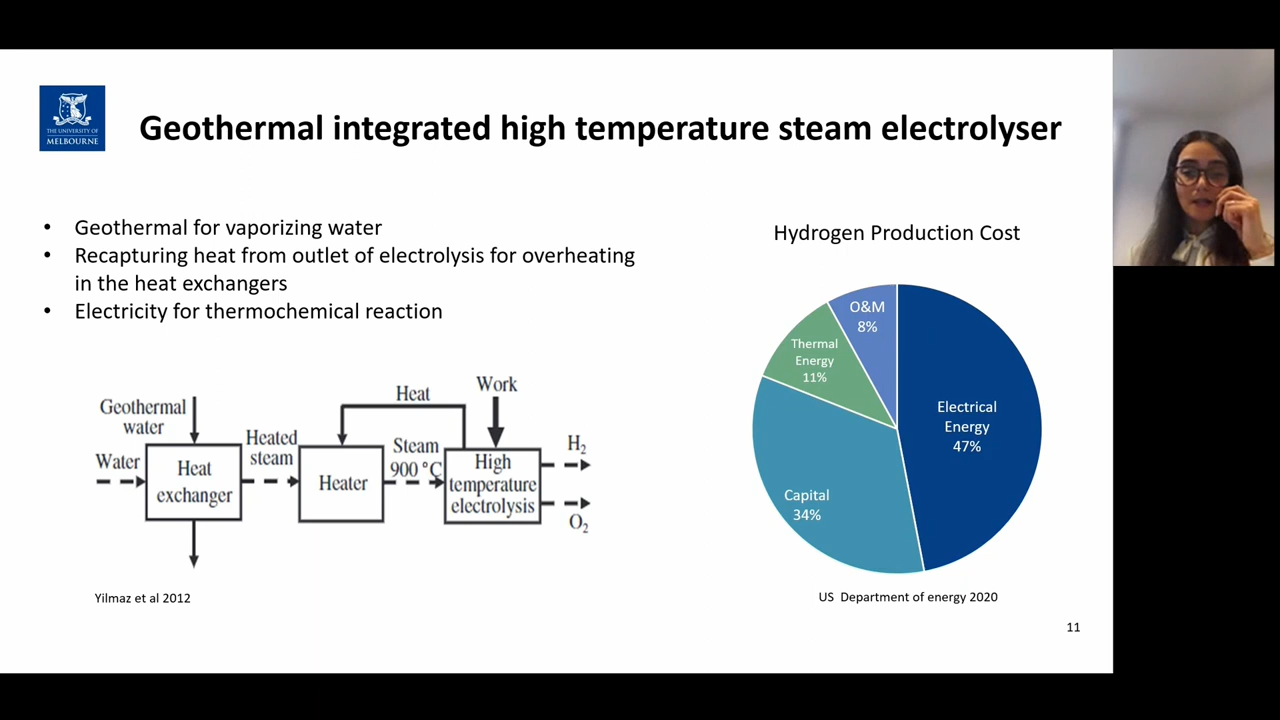 THE UNIVERSITY OF
MELBOURNE
Geothermal integrated high temperature steam electrolyser
• Geothermal for vaporizing water
• Recapturing heat from outlet of electrolysis for overheating
in the heat exchangers
• Electricity for thermochemical reaction
Geothermal
water
Water
Heat
exchanger
Heated
steam
Heater
Heat
Steam
900 °C
Work
High
temperature
electrolysis
H₂
O₂
Yilmaz et al 2012
Hydrogen Production Cost
O&M
8%
Thermal
Energy
11%
Electrical
Energy
47%
Capital
34%
US Department of energy 2020
11